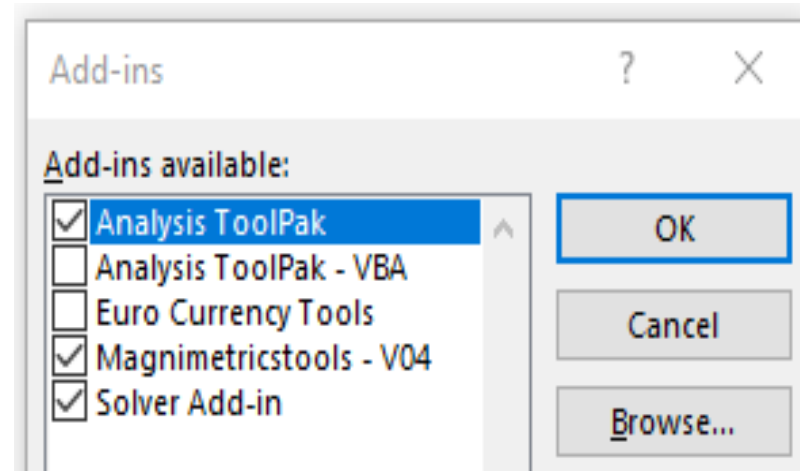 Add-ins ? ×
Add-ins available:
Analysis ToolPak
Analysis ToolPak - VBA
Euro Currency Tools
Magnimetricstools - V04
Solver Add-in
OK
Cancel
Browse...